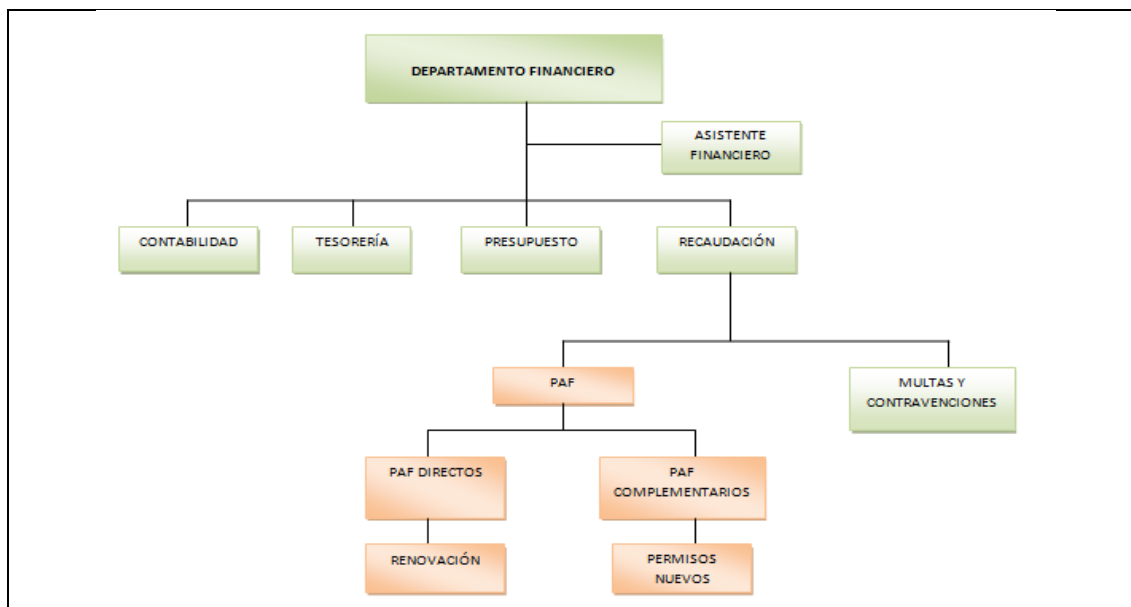 DEPARTAMENTO FINANCIERO
ASISTENTE
FINANCIERO
CONTABILIDAD
TESORERÍA
PRESUPUESTO
RECAUDACIÓN
PAF
MULTAS Y
CONTRAVENCIONES
PAF DIRECTOS
PAF
COMPLEMENTARIOS
RENOVACIÓN
PERMISOS
NUEVOS